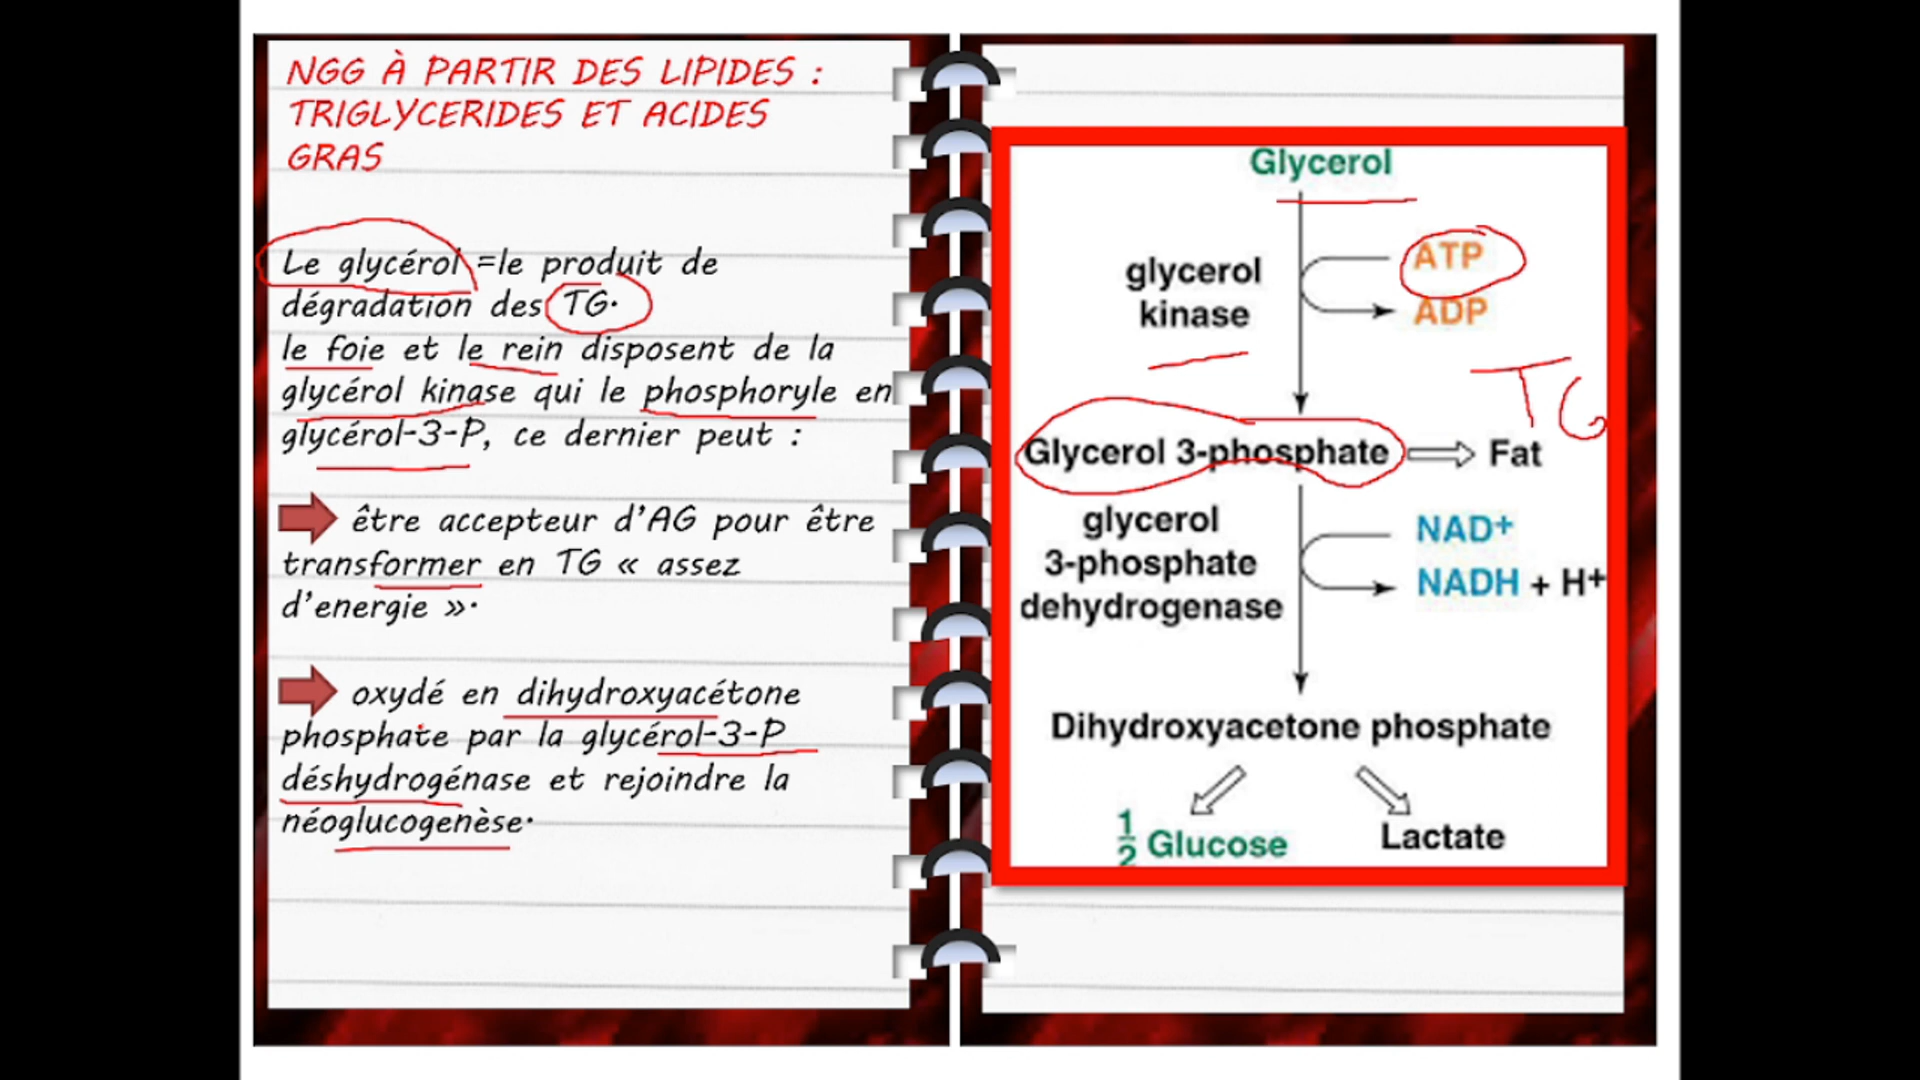 NGG À PARTIR DES LIPIDES :
TRIGLYCERIDES ET ACIDES
GRAS
Le glycérol =le produit de
dégradation des TG.
le foie et le rein disposent de la
glycérol kinase qui le phosphoryle en
glycérol-3-P, ce dernier peut :
être accepteur d'AG pour être
transformer en TG « assez
d'energie ».
oxydé en dihydroxyacétone
phosphate par la glycérol-3-P
déshydrogénase et rejoindre la
néoglucogenèse.
Glycerol
glycerol
kinase
ATP
ADP
TG
Glycerol 3-phosphate
Fat
glycerol
3-phosphate
dehydrogenase
NAD+
NADH + H+
Dihydroxyacetone phosphate
1/2 Glucose
Lactate